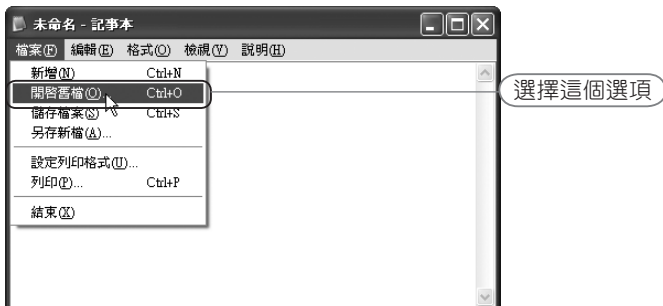 未命名 - 記事本
檔案(F) 編輯(E) 格式(O) 檢視(V) 說明(H)
新增(N) Ctrl+N
開啓舊檔(O)... Ctrl+O
儲存檔案(S) Ctrl+S
另存新檔(A)...
設定列印格式(U)...
列印(P)... Ctrl+P
結束(X)
選擇這個選項